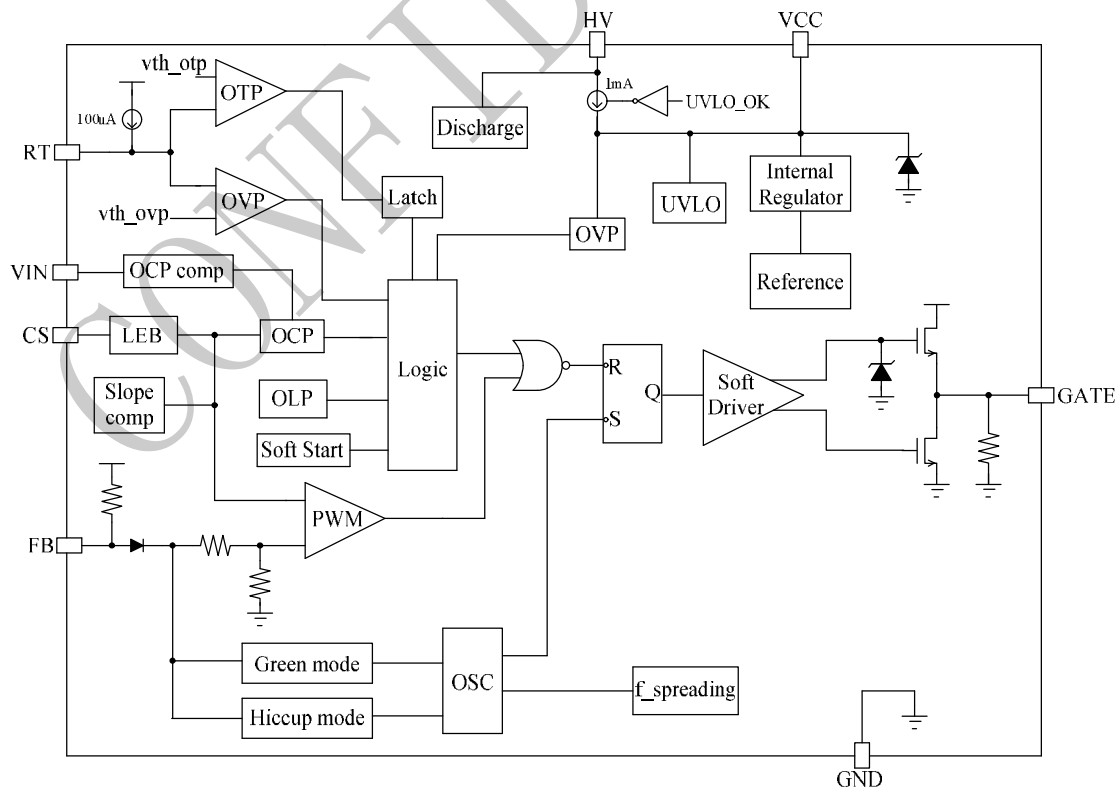 HV
VCC
vth_otp
OTP
1mA
UVLO_OK
100uA
Discharge
RT
OVP
Latch
UVLO
Internal
Regulator
vth_ovp
OVP
VIN
OCP comp
Reference
CS
LEB
OCP
Logic
R
Soft
Driver
Slope
comp
OLP
Q
GATE
S
Soft Start
PWM
FB
Green mode
OSC
f_spreading
Hiccup mode
GND
CONF I